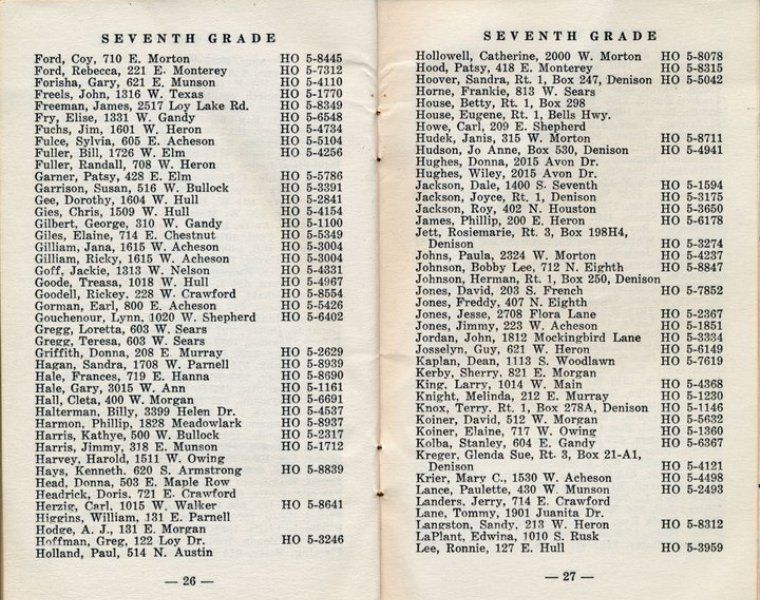 SEVENTH GRADE
Ford, Coy, 710 E. Morton HO 5-8445
Ford, Rebecca, 221 E. Monterey HO 5-7312
Forisha, Gary, 621 E. Munson HO 5-4110
Freels, John, 1316 W. Texas HO 5-1770
Freeman, James, 2517 Loy Lake Rd. HO 5-8349
Fry, Elise, 1331 W. Gandy HO 5-6548
Fuchs, Jim, 1601 W. Heron HO 5-4734
Fulce, Sylvia, 605 E. Acheson HO 5-5104
Fuller, Bill, 1726 W. Elm HO 5-4256
Fuller, Randall, 708 W. Heron
Garner, Patsy, 428 E. Elm HO 5-5786
Garrison, Susan, 516 W. Bullock HO 5-3391
Gee, Dorothy, 1604 W. Hull HO 5-2841
Gies, Chris, 1509 W. Hull HO 5-4154
Gilbert, George, 310 W. Gandy HO 5-1100
Giles, Elaine, 714 E. Chestnut HO 5-5349
Gilliam, Jana, 1615 W. Acheson HO 5-3004
Gilliam, Ricky, 1615 W. Acheson HO 5-3004
Goff, Jackie, 1313 W. Nelson HO 5-4331
Goode, Treasa, 1018 W. Hull HO 5-4967
Goodell, Rickey, 228 W. Crawford HO 5-8554
Gorman, Earl, 800 E. Acheson HO 5-5426
Gouchenour, Lynn, 1020 W. Shepherd HO 5-6402
Gregg, Loretta, 603 W. Sears
Gregg, Teresa, 603 W. Sears
Griffith, Donna, 208 E. Murray HO 5-2629
Hagan, Sandra, 1708 W. Parnell HO 5-8939
Hale, Frances, 719 E. Hanna HO 5-8690
Hale, Gary, 3015 W. Ann HO 5-1161
Hall, Cleta, 400 W. Morgan HO 5-6691
Halterman, Billy, 3399 Helen Dr. HO 5-4537
Harmon, Phillip, 1828 Meadowlark HO 5-8937
Harris, Kathye, 500 W. Bullock HO 5-2317
Harris, Jimmy, 318 E. Munson HO 5-1712
Harvey, Harold, 1511 W. Owing
Hays, Kenneth. 620 S. Armstrong HO 5-8839
Head, Donna, 503 E. Maple Row
Headrick, Doris. 721 E. Crawford
Herzig, Carl, 1015 W. Walker HO 5-8641
Higgins, William, 131 E. Parnell
Hodge, A. J., 131 E. Morgan
Hoffman, Greg, 122 Loy Dr. HO 5-3246
Holland, Paul, 514 N. Austin
— 26 —
SEVENTH GRADE
Hollowell, Catherine, 2000 W. Morton HO 5-8078
Hood, Patsy, 418 E. Monterey HO 5-8315
Hoover, Sandra, Rt. 1, Box 247, Denison HO 5-5042
Horne, Frankie, 813 W. Sears
House, Betty, Rt. 1, Box 298
House, Eugene, Rt. 1, Bells Hwy.
Howe, Carl, 209 E. Shepherd
Hudek, Janis, 315 W. Morton HO 5-8711
Hudson, Jo Anne, Box 530, Denison HO 5-4941
Hughes, Donna, 2015 Avon Dr.
Hughes, Wiley, 2015 Avon Dr.
Jackson, Dale, 1400 S. Seventh HO 5-1594
Jackson, Joyce, Rt. 1, Denison HO 5-3175
Jackson, Roy, 402 N. Houston HO 5-3650
James, Phillip, 200 E. Heron HO 5-6178
Jett, Rosiemarie, Rt. 3, Box 198H4,
Denison HO 5-3274
Johns, Paula, 2324 W. Morton HO 5-4237
Johnson, Bobby Lee, 712 N. Eighth HO 5-8847
Johnson, Herman, Rt. 1, Box 250, Denison
Jones, David, 203 S. French HO 5-7852
Jones, Freddy, 407 N. Eighth
Jones, Jesse, 2708 Flora Lane HO 5-2367
Jones, Jimmy, 223 W. Acheson HO 5-1851
Jordan, John, 1812 Mockingbird Lane HO 5-3334
Josselyn, Guy, 621 W. Heron HO 5-6149
Kaplan, Dean, 1113 S. Woodlawn HO 5-7619
Kerby, Sherry. 821 E. Morgan
King, Larry, 1014 W. Main HO 5-4368
Knight, Melinda, 212 E. Murray HO 5-1230
Knox, Terry. Rt. 1, Box 278A, Denison HO 5-1146
Koiner, David, 512 W. Morgan HO 5-5632
Koiner, Elaine, 717 W. Owing HO 5-1360
Kolba, Stanley, 604 E. Gandy HO 5-6367
Kreger, Glenda Sue, Rt. 3, Box 21-A1,
Denison HO 5-4121
Krier, Mary C., 1530 W. Acheson HO 5-4498
Lance, Paulette, 430 W. Munson HO 5-2493
Landers, Jerry, 714 E. Crawford
Lane, Tommy, 1901 Juanita Dr.
Langston, Sandy, 213 W. Heron HO 5-8312
LaPlant, Edwina, 1010 S. Rusk
Lee, Ronnie, 127 E. Hull HO 5-3959
— 27 —